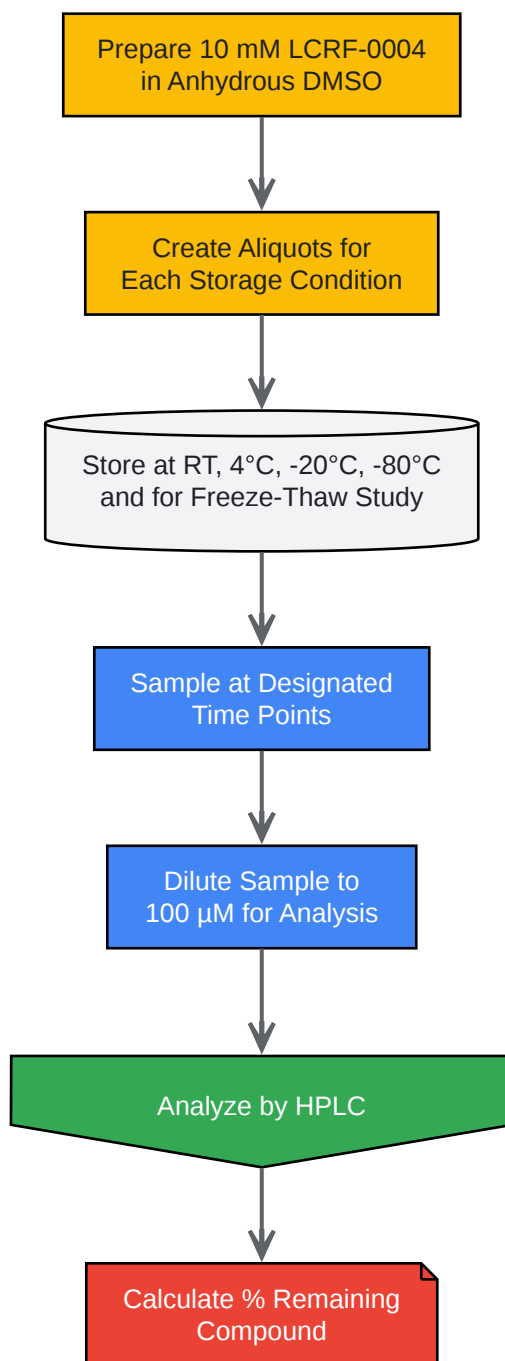 Prepare 10 mM LCRF-0004
in Anhydrous DMSO
Create Aliquots for
Each Storage Condition
Store at RT, 4°C, -20°C, -80°C
and for Freeze-Thaw Study
Sample at Designated
Time Points
Dilute Sample to
100 µM for Analysis
Analyze by HPLC
Calculate % Remaining
Compound